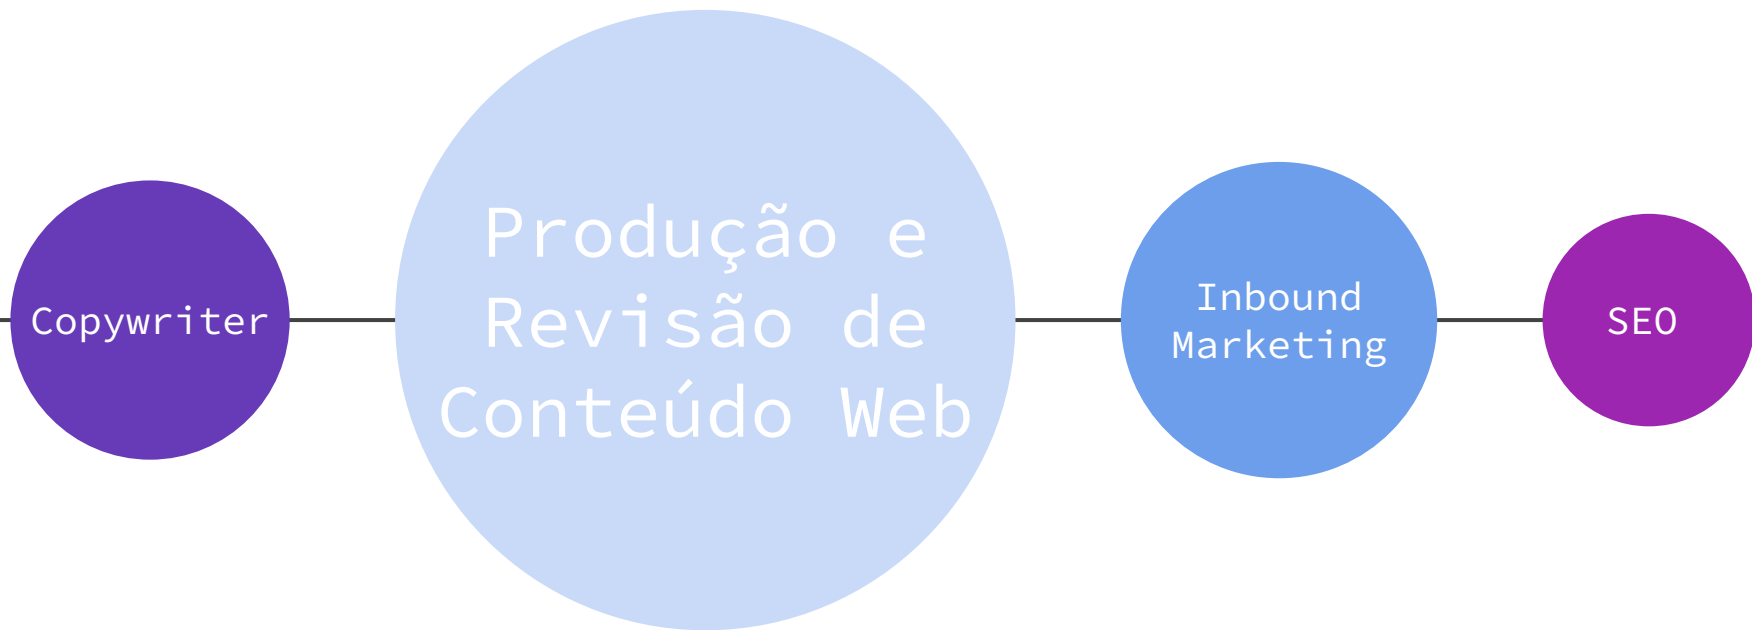 Copywriter
Produção e
Revisão de
Conteúdo Web
Inbound
Marketing
SEO